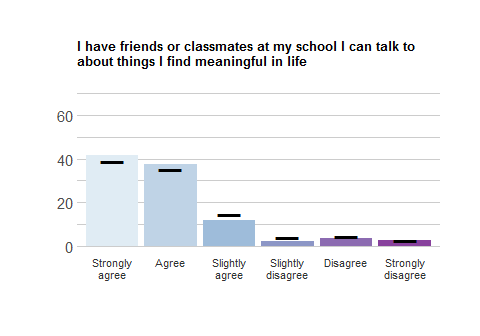 I have friends or classmates at my school I can talk to
about things I find meaningful in life
60
40
20
0
Strongly
agree
Agree
Slightly
agree
Slightly
disagree
Disagree
Strongly
disagree